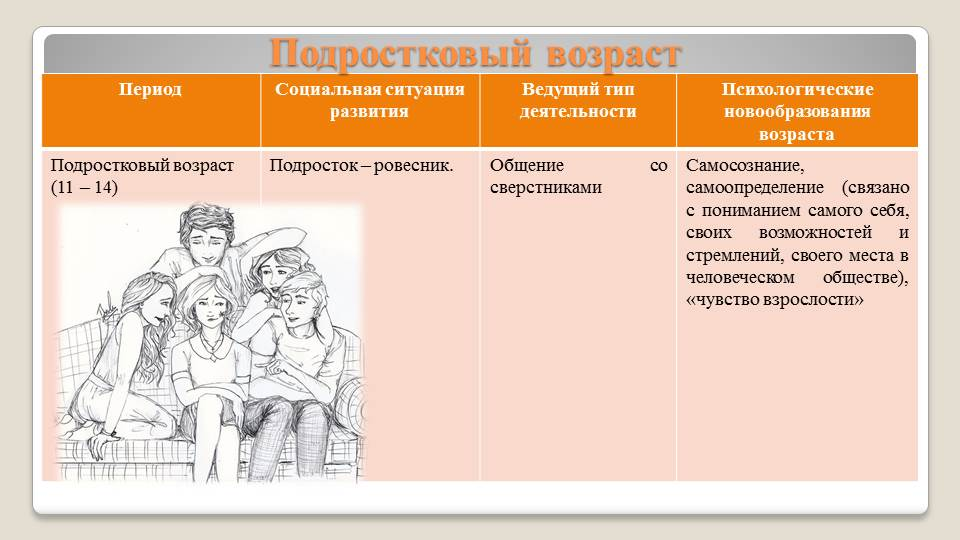 Подростковый возраст
Период
Социальная ситуация
развития
Ведущий тип
деятельности
Психологические
новообразования
возраста
Подростковый возраст
(11 – 14)
Подросток – ровесник.
Общение со
сверстниками
Самосознание,
самоопределение (связано
с пониманием самого себя,
своих возможностей и
стремлений, своего места в
человеческом обществе),
«чувство взрослости»